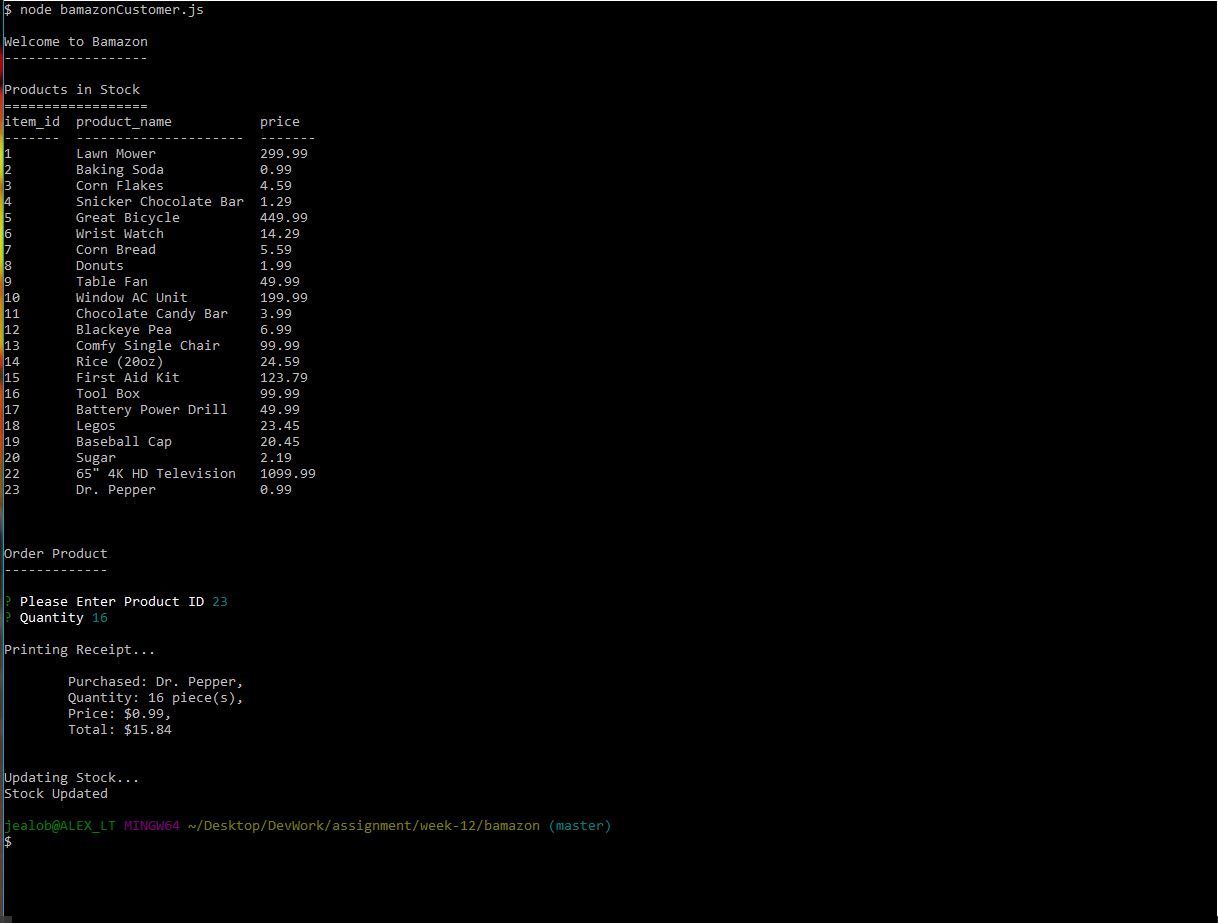 $ node bamazonCustomer.js
Welcome to Bamazon
------------------
Products in Stock
==================
item_id  product_name           price
-------  ---------------------  -------
1        Lawn Mower             299.99
2        Baking Soda            0.99
3        Corn Flakes            4.59
4        Snicker Chocolate Bar  1.29
5        Great Bicycle          449.99
6        Wrist Watch            14.29
7        Corn Bread             5.59
8        Donuts                 1.99
9        Table Fan              49.99
10       Window AC Unit         199.99
11       Chocolate Candy Bar    3.99
12       Blackeye Pea           6.99
13       Comfy Single Chair     99.99
14       Rice (20oz)            24.59
15       First Aid Kit          123.79
16       Tool Box               99.99
17       Battery Power Drill    49.99
18       Legos                  23.45
19       Baseball Cap           20.45
20       Sugar                  2.19
22       65" 4K HD Television   1099.99
23       Dr. Pepper             0.99
Order Product
-------------
? Please Enter Product ID 23
? Quantity 16
Printing Receipt...
Purchased: Dr. Pepper,
Quantity: 16 piece(s),
Price: $0.99,
Total: $15.84
Updating Stock...
Stock Updated
jealob@ALEX_LT MINGW64 ~/Desktop/DevWork/assignment/week-12/bamazon (master)
$